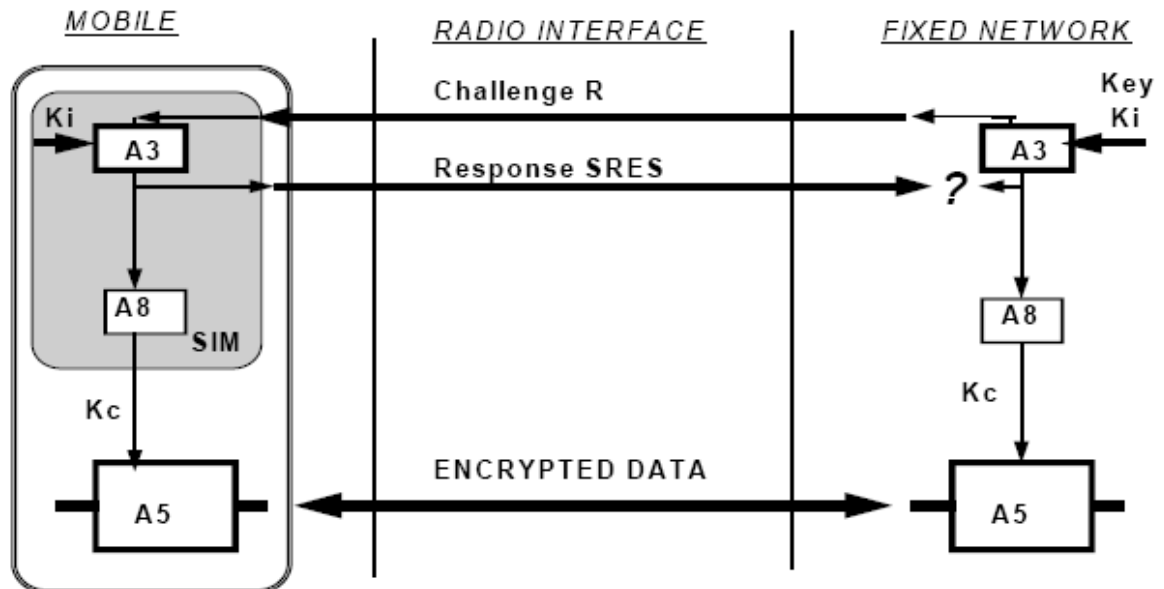 MOBILE
RADIO INTERFACE
FIXED NETWORK
Challenge R
Key
Ki
Ki
A3
A3
Response SRES
?
A8
A8
SIM
Kc
Kc
ENCRYPTED DATA
A5
A5